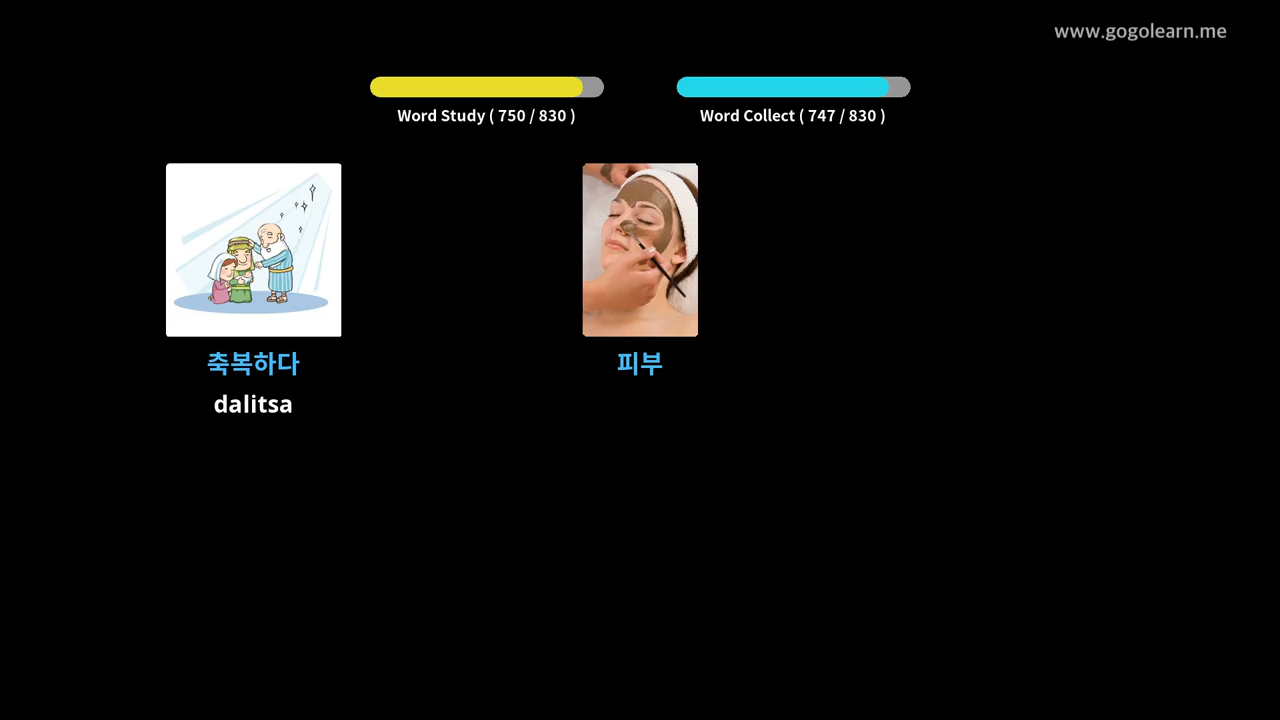 www.gogolearn.me
Word Study ( 750 / 830 )
Word Collect ( 747 / 830 )
축복하다
dalitsa
피부